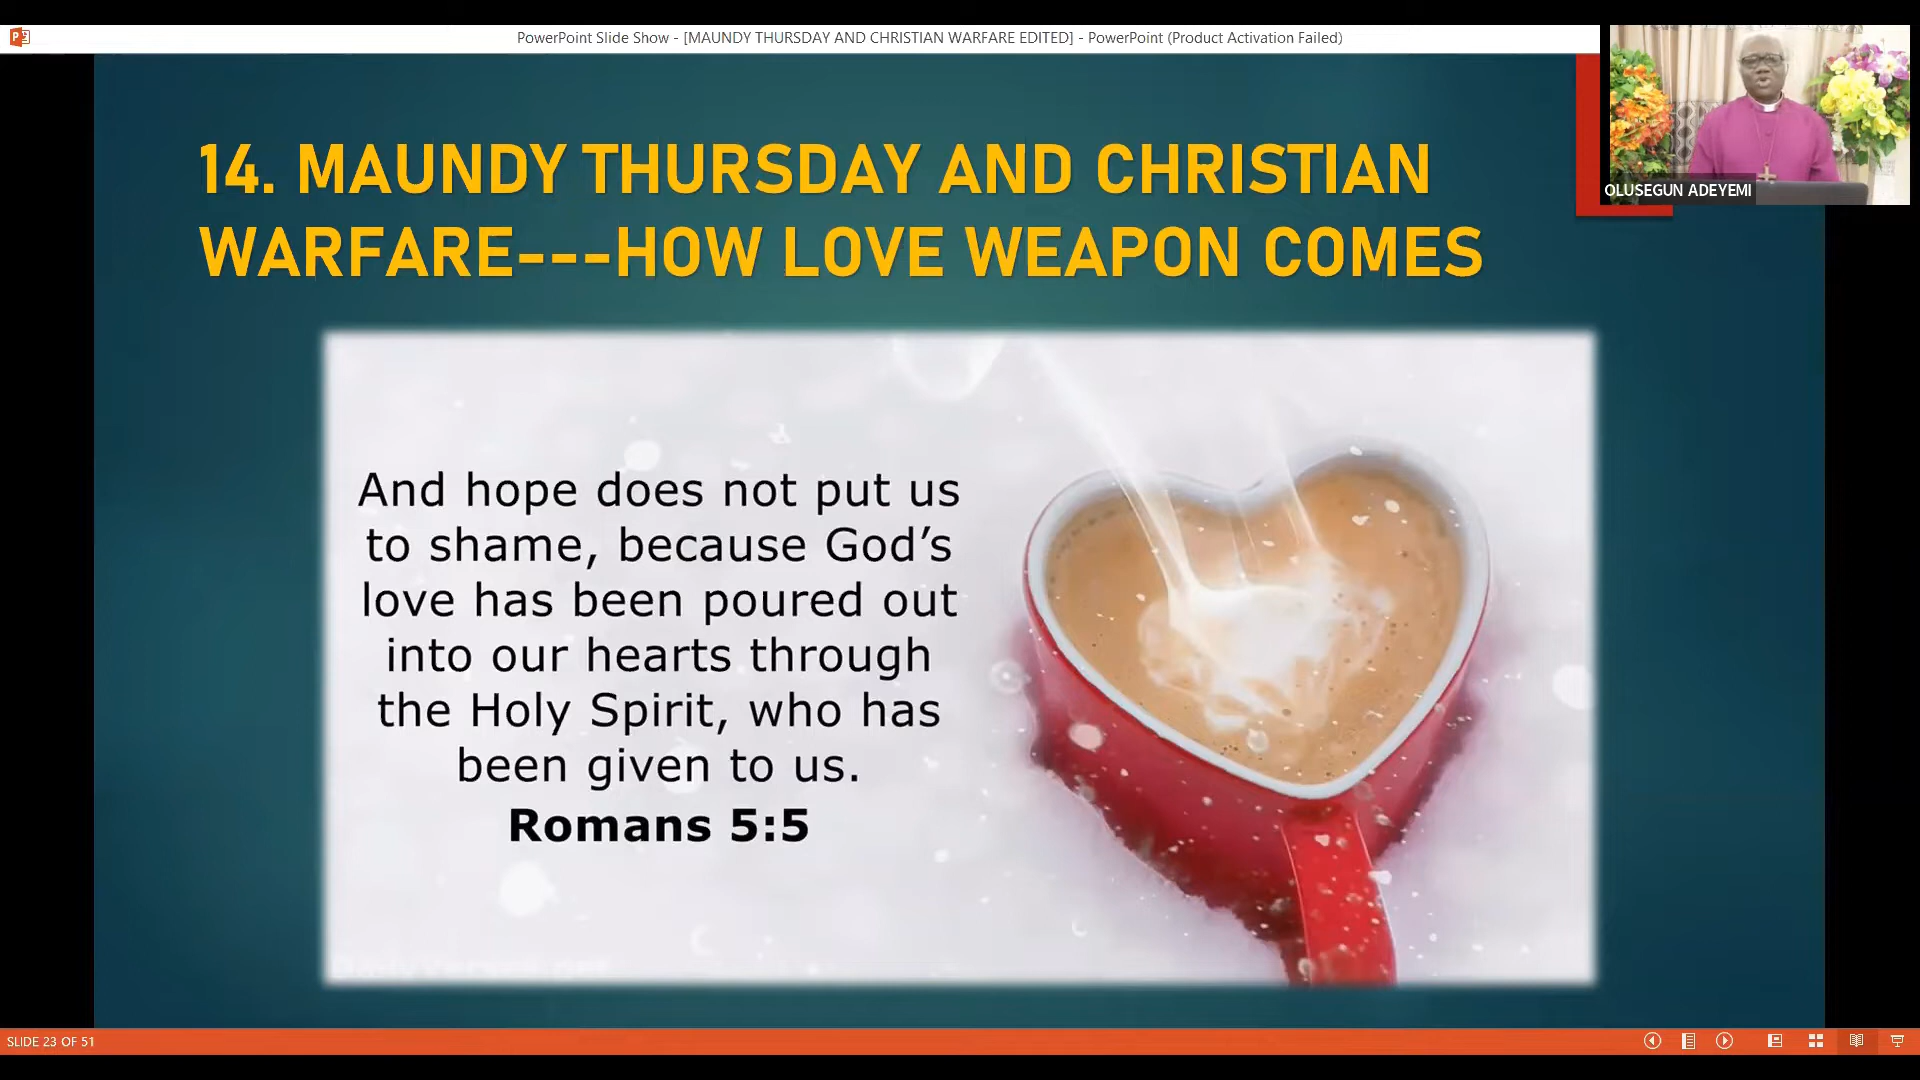 PowerPoint Slide Show - [MAUNDY THURSDAY AND CHRISTIAN WARFARE EDITED] - PowerPoint (Product Activation Failed)
OLUSEGUN ADEYEMI
14. MAUNDY THURSDAY AND CHRISTIAN
WARFARE---HOW LOVE WEAPON COMES
And hope does not put us
to shame, because God’s
love has been poured out
into our hearts through
the Holy Spirit, who has
been given to us.
Romans 5:5
SLIDE 23 OF 51